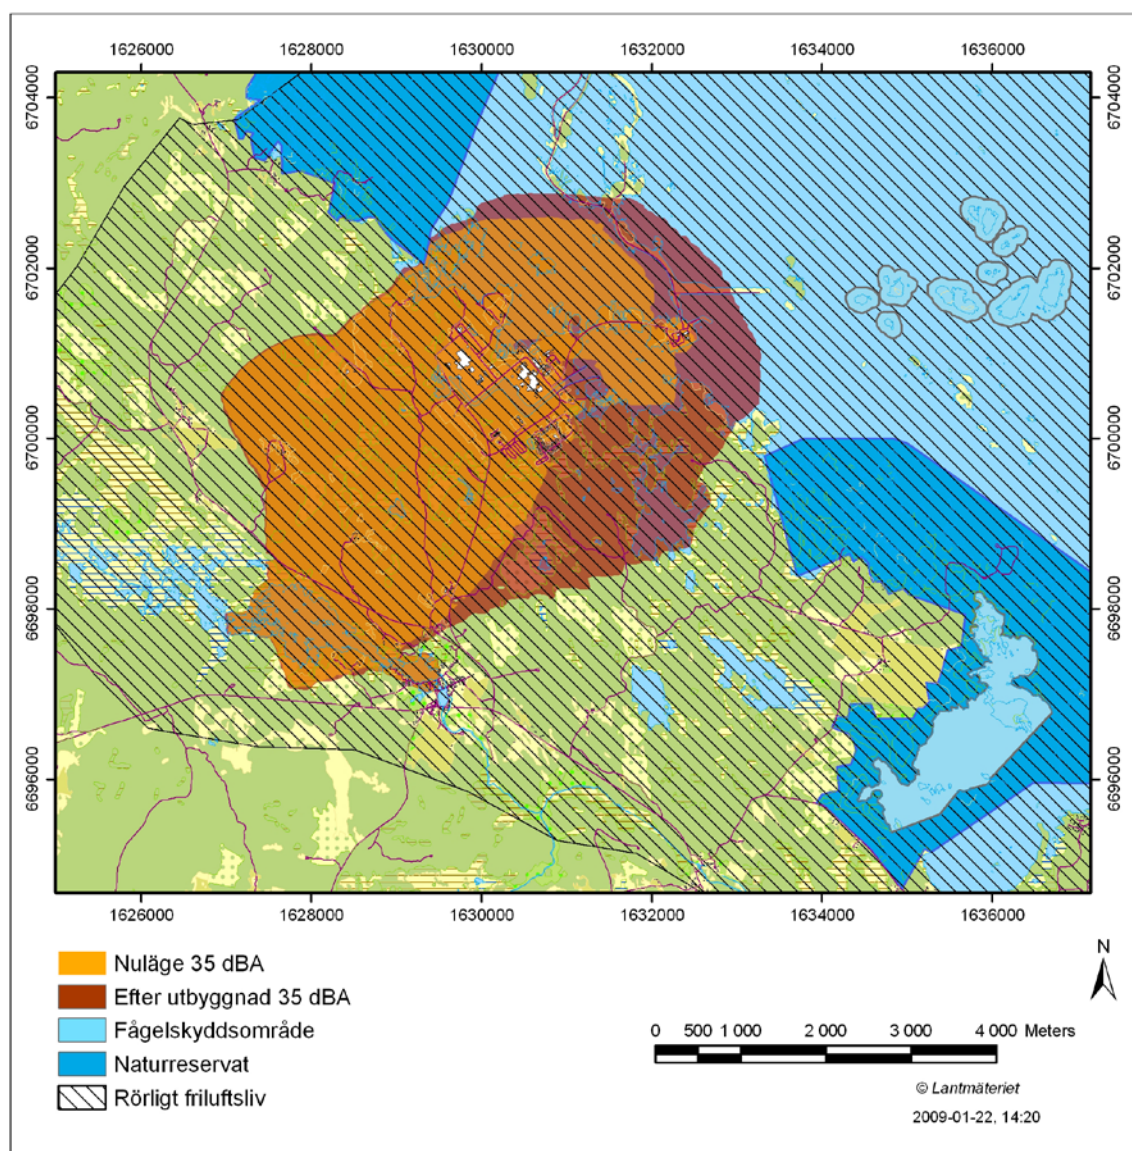 1626000 1628000 1630000 1632000 1634000 1636000
6704000 6704000
6702000 6702000
6700000 6700000
6698000 6698000
6696000 6696000
1626000 1628000 1630000 1632000 1634000 1636000
Nuläge 35 dBA
Efter utbyggnad 35 dBA
Fågelskyddsområde
Naturreservat
Rörligt friluftsliv
N
0 500 1 000 2 000 3 000 4 000 Meters
© Lantmäteriet
2009-01-22, 14:20